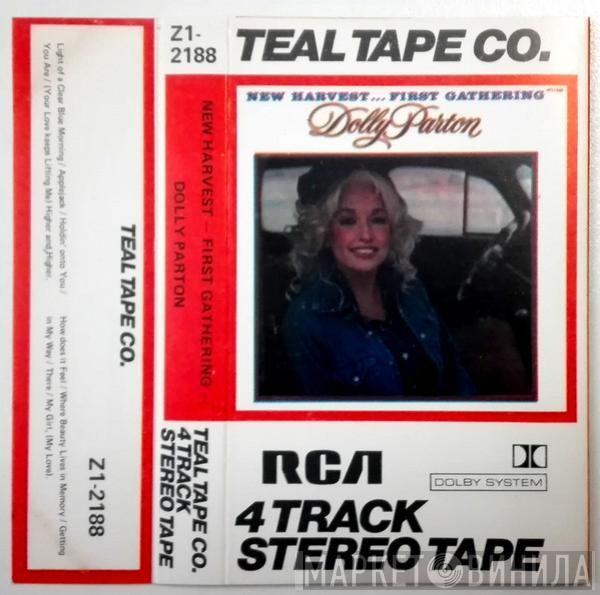 Light of a Clear Blue Morning / Applejack / Holdin' onto You /
You Are / (Your Love keeps Lifting Me) Higher and Higher.
How does it Feel / Where Beauty Lives in Memory / Getting
in My Way / There / My Girl, (My Love).
TEAL TAPE CO.
Z1-2188
Z1-
2188
NEW HARVEST — FIRST GATHERING
DOLLY PARTON
TEAL TAPE CO.
4 TRACK
STEREO TAPE
TEAL TAPE CO.
NEW HARVEST... FIRST GATHERING
Dolly Parton
RCA
DOLBY SYSTEM
4 TRACK
STEREO TAPE
МАРКЕТ ВИНИЛА